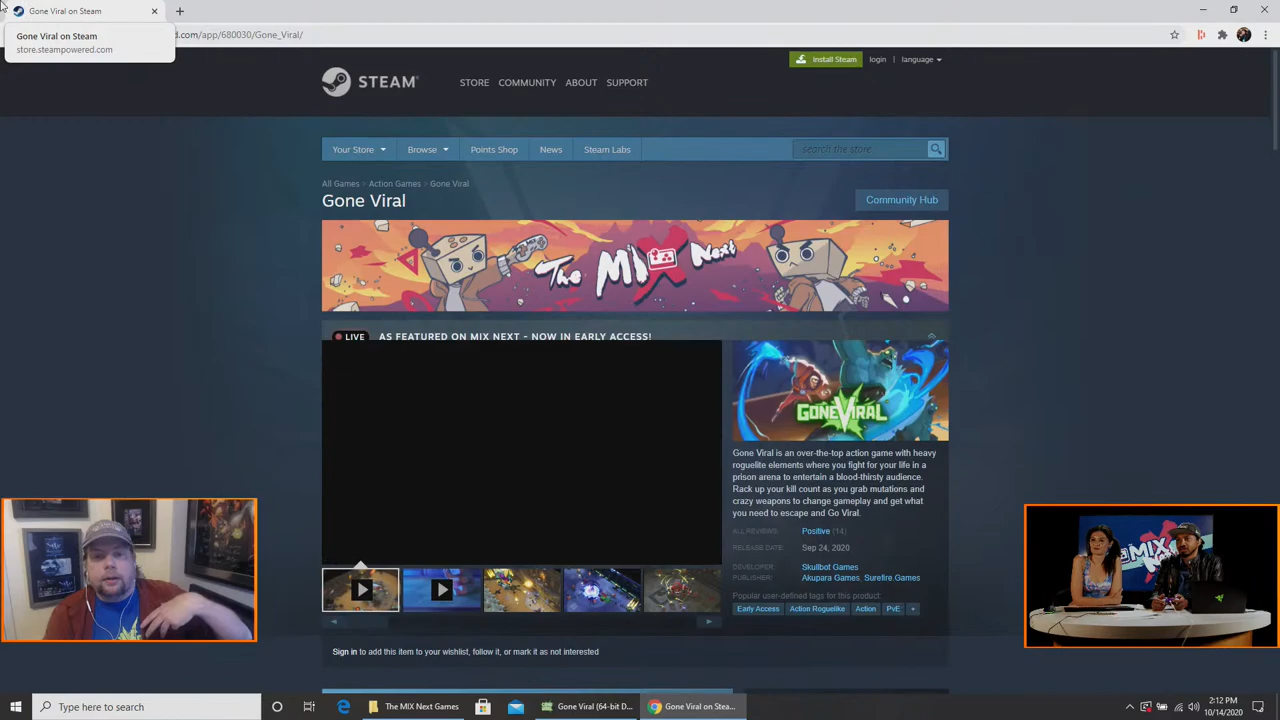 Gone Viral on Steam
Gone Viral on Steam
store.steampowered.com
d.com/app/680030/Gone_Viral/
Install Steam
login
language
STEAM
STORE
COMMUNITY
ABOUT
SUPPORT
Your Store
Browse
Points Shop
News
Steam Labs
search the store
All Games > Action Games > Gone Viral
Gone Viral
Community Hub
The MIX Next
LIVE
AS FEATURED ON MIX NEXT - NOW IN EARLY ACCESS!
GONE VIRAL
Gone Viral is an over-the-top action game with heavy
roguelite elements where you fight for your life in a
prison arena to entertain a blood-thirsty audience.
Rack up your kill count as you grab mutations and
crazy weapons to change gameplay and get what
you need to escape and Go Viral.
ALL REVIEWS: Positive (14)
RELEASE DATE: Sep 24, 2020
DEVELOPER: Skullbot Games
PUBLISHER: Akupara Games, Surefire.Games
Popular user-defined tags for this product:
Early Access
Action Roguelike
Action
PvE
+
Sign in to add this item to your wishlist, follow it, or mark it as not interested
Type here to search
The MIX Next Games
Gone Viral (64-bit D...
Gone Viral on Stea...
2:12 PM
10/14/2020